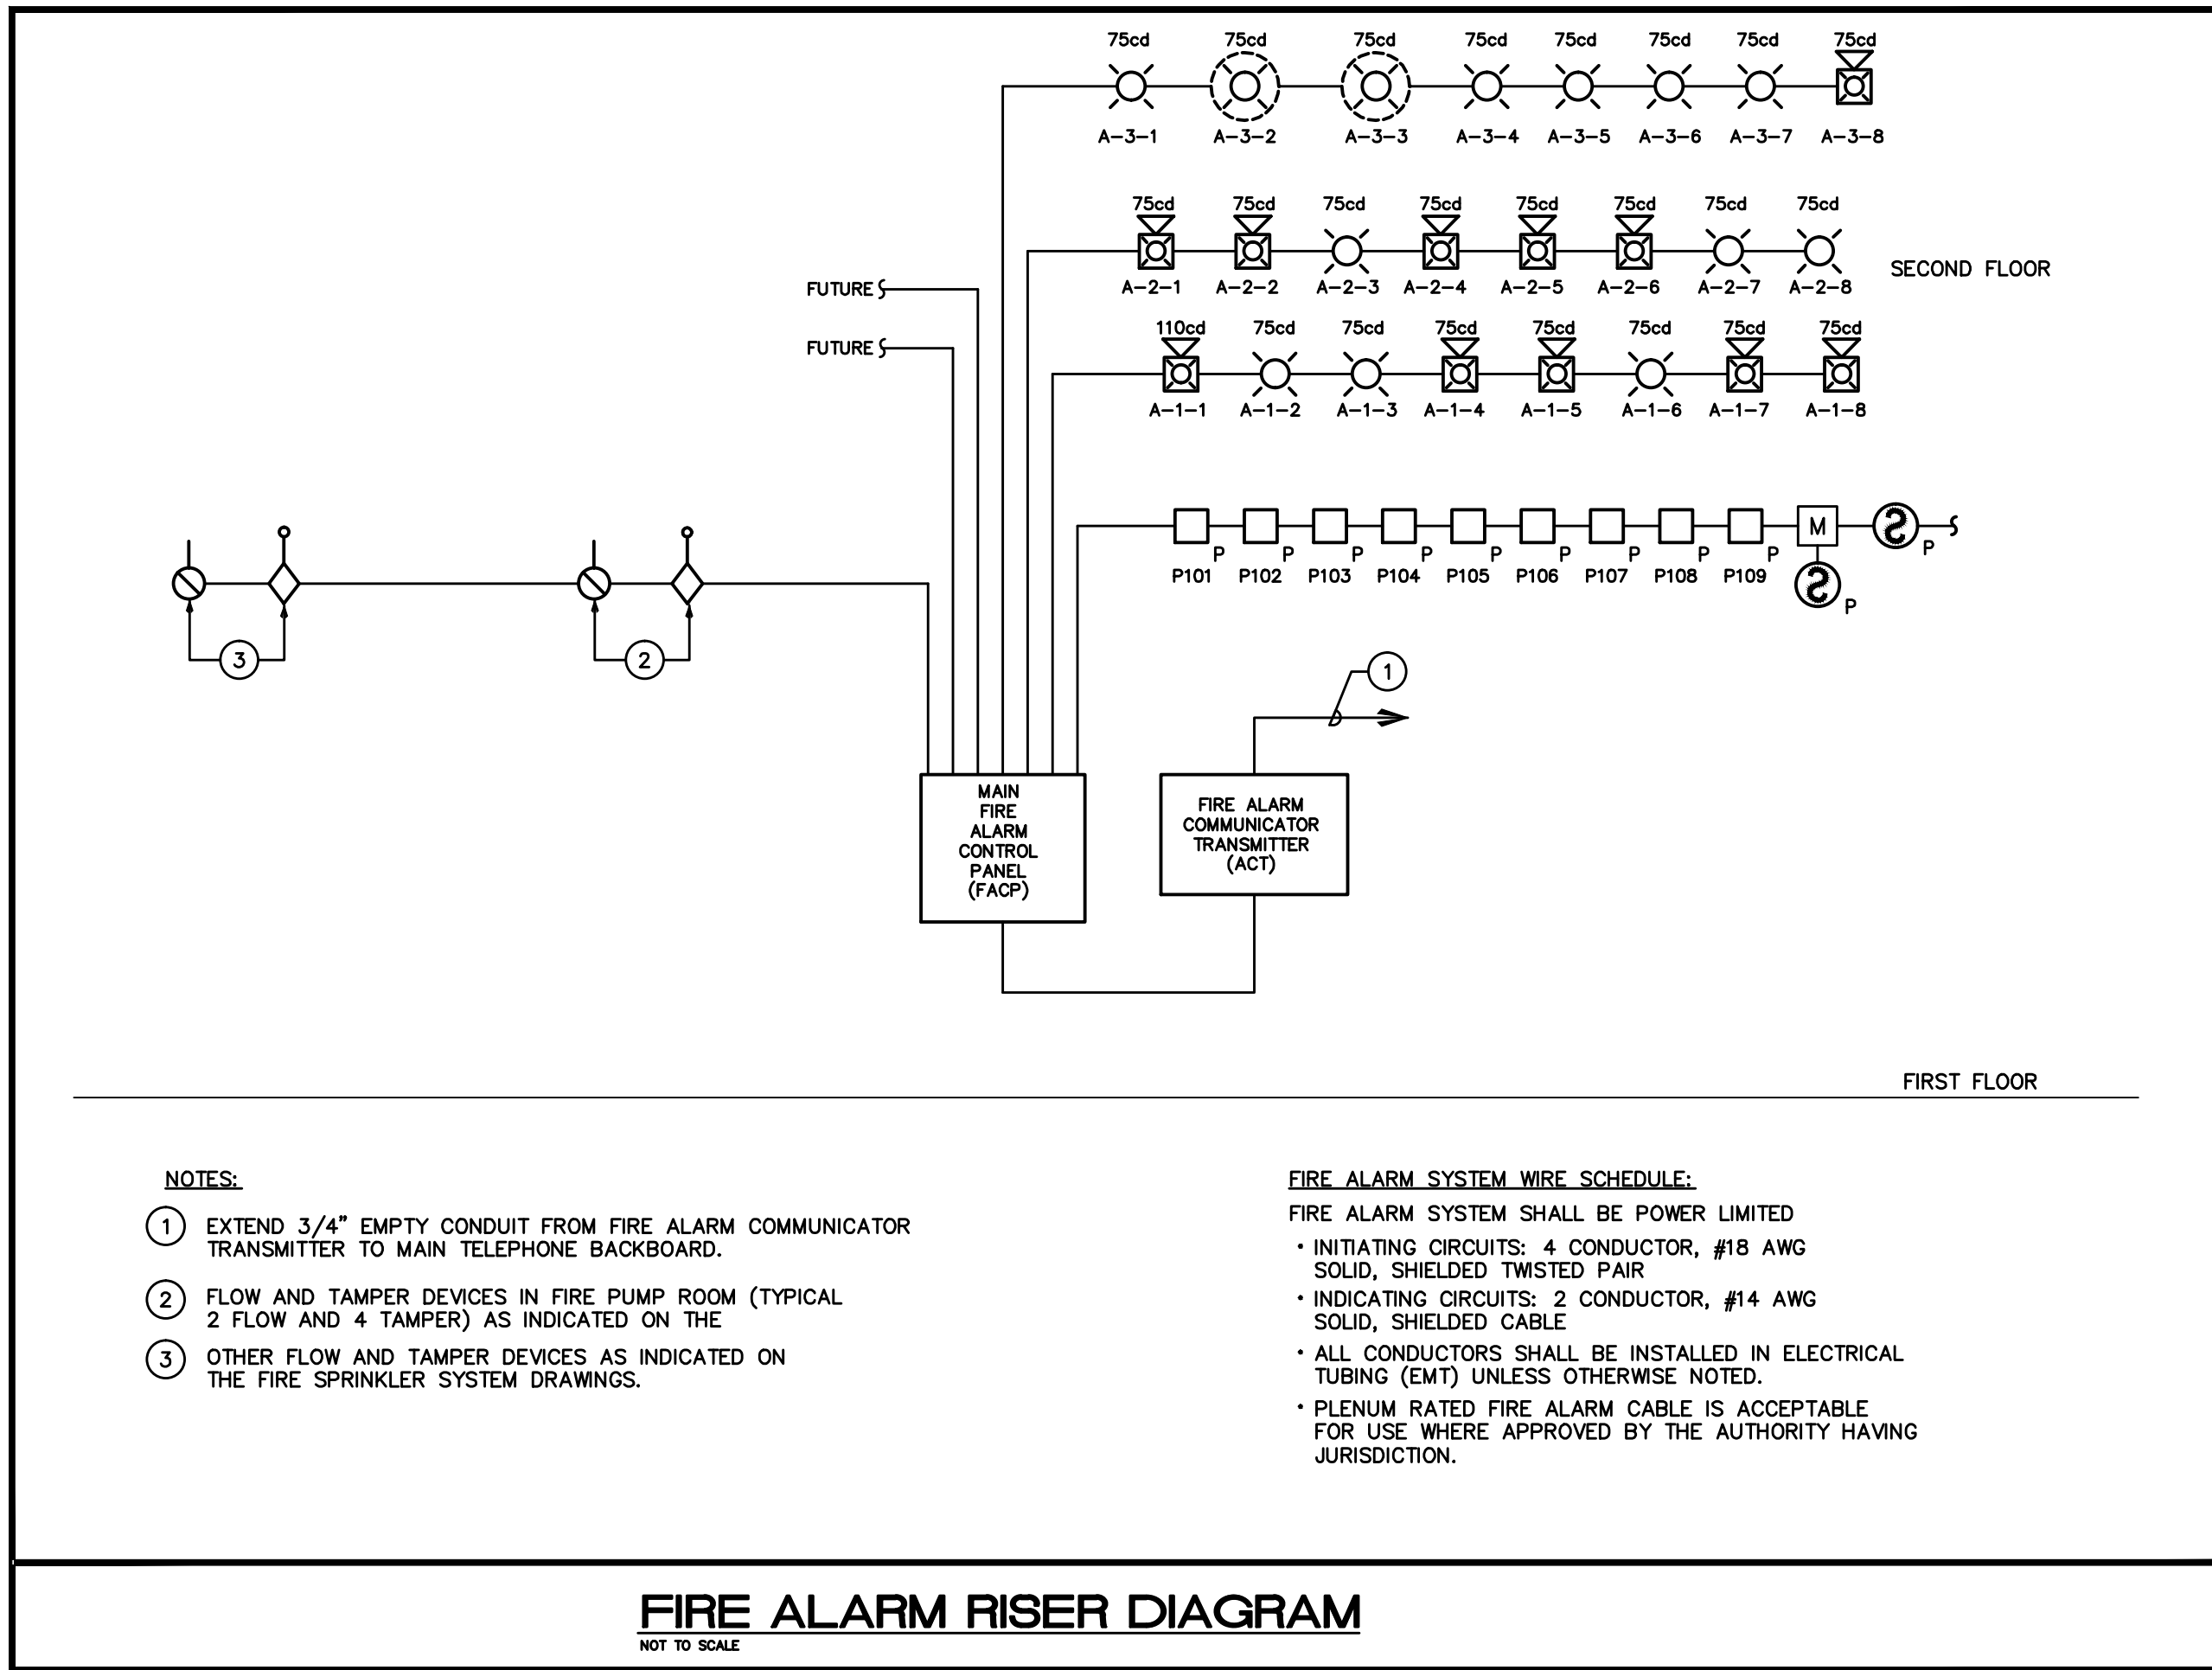 75cd 75cd 75cd 75cd 75cd 75cd 75cd 75cd
A-3-1 A-3-2 A-3-3 A-3-4 A-3-5 A-3-6 A-3-7 A-3-8
75cd 75cd 75cd 75cd 75cd 75cd 75cd 75cd
SECOND FLOOR
A-2-1 A-2-2 A-2-3 A-2-4 A-2-5 A-2-6 A-2-7 A-2-8
FUTURE
110cd 75cd 75cd 75cd 75cd 75cd 75cd 75cd
FUTURE
A-1-1 A-1-2 A-1-3 A-1-4 A-1-5 A-1-6 A-1-7 A-1-8
M
P P P P P P P P P P
P101 P102 P103 P104 P105 P106 P107 P108 P109
P
3 2 1
MAIN
FIRE
ALARM
CONTROL
PANEL
(FACP)
FIRE ALARM
COMMUNICATOR
TRANSMITTER
(ACT)
FIRST FLOOR
NOTES:
1 EXTEND 3/4" EMPTY CONDUIT FROM FIRE ALARM COMMUNICATOR
TRANSMITTER TO MAIN TELEPHONE BACKBOARD.
2 FLOW AND TAMPER DEVICES IN FIRE PUMP ROOM (TYPICAL
2 FLOW AND 4 TAMPER) AS INDICATED ON THE
3 OTHER FLOW AND TAMPER DEVICES AS INDICATED ON
THE FIRE SPRINKLER SYSTEM DRAWINGS.
FIRE ALARM SYSTEM WIRE SCHEDULE:
FIRE ALARM SYSTEM SHALL BE POWER LIMITED
• INITIATING CIRCUITS: 4 CONDUCTOR, #18 AWG
SOLID, SHIELDED TWISTED PAIR
• INDICATING CIRCUITS: 2 CONDUCTOR, #14 AWG
SOLID, SHIELDED CABLE
• ALL CONDUCTORS SHALL BE INSTALLED IN ELECTRICAL
TUBING (EMT) UNLESS OTHERWISE NOTED.
• PLENUM RATED FIRE ALARM CABLE IS ACCEPTABLE
FOR USE WHERE APPROVED BY THE AUTHORITY HAVING
JURISDICTION.
FIRE ALARM RISER DIAGRAM
NOT TO SCALE